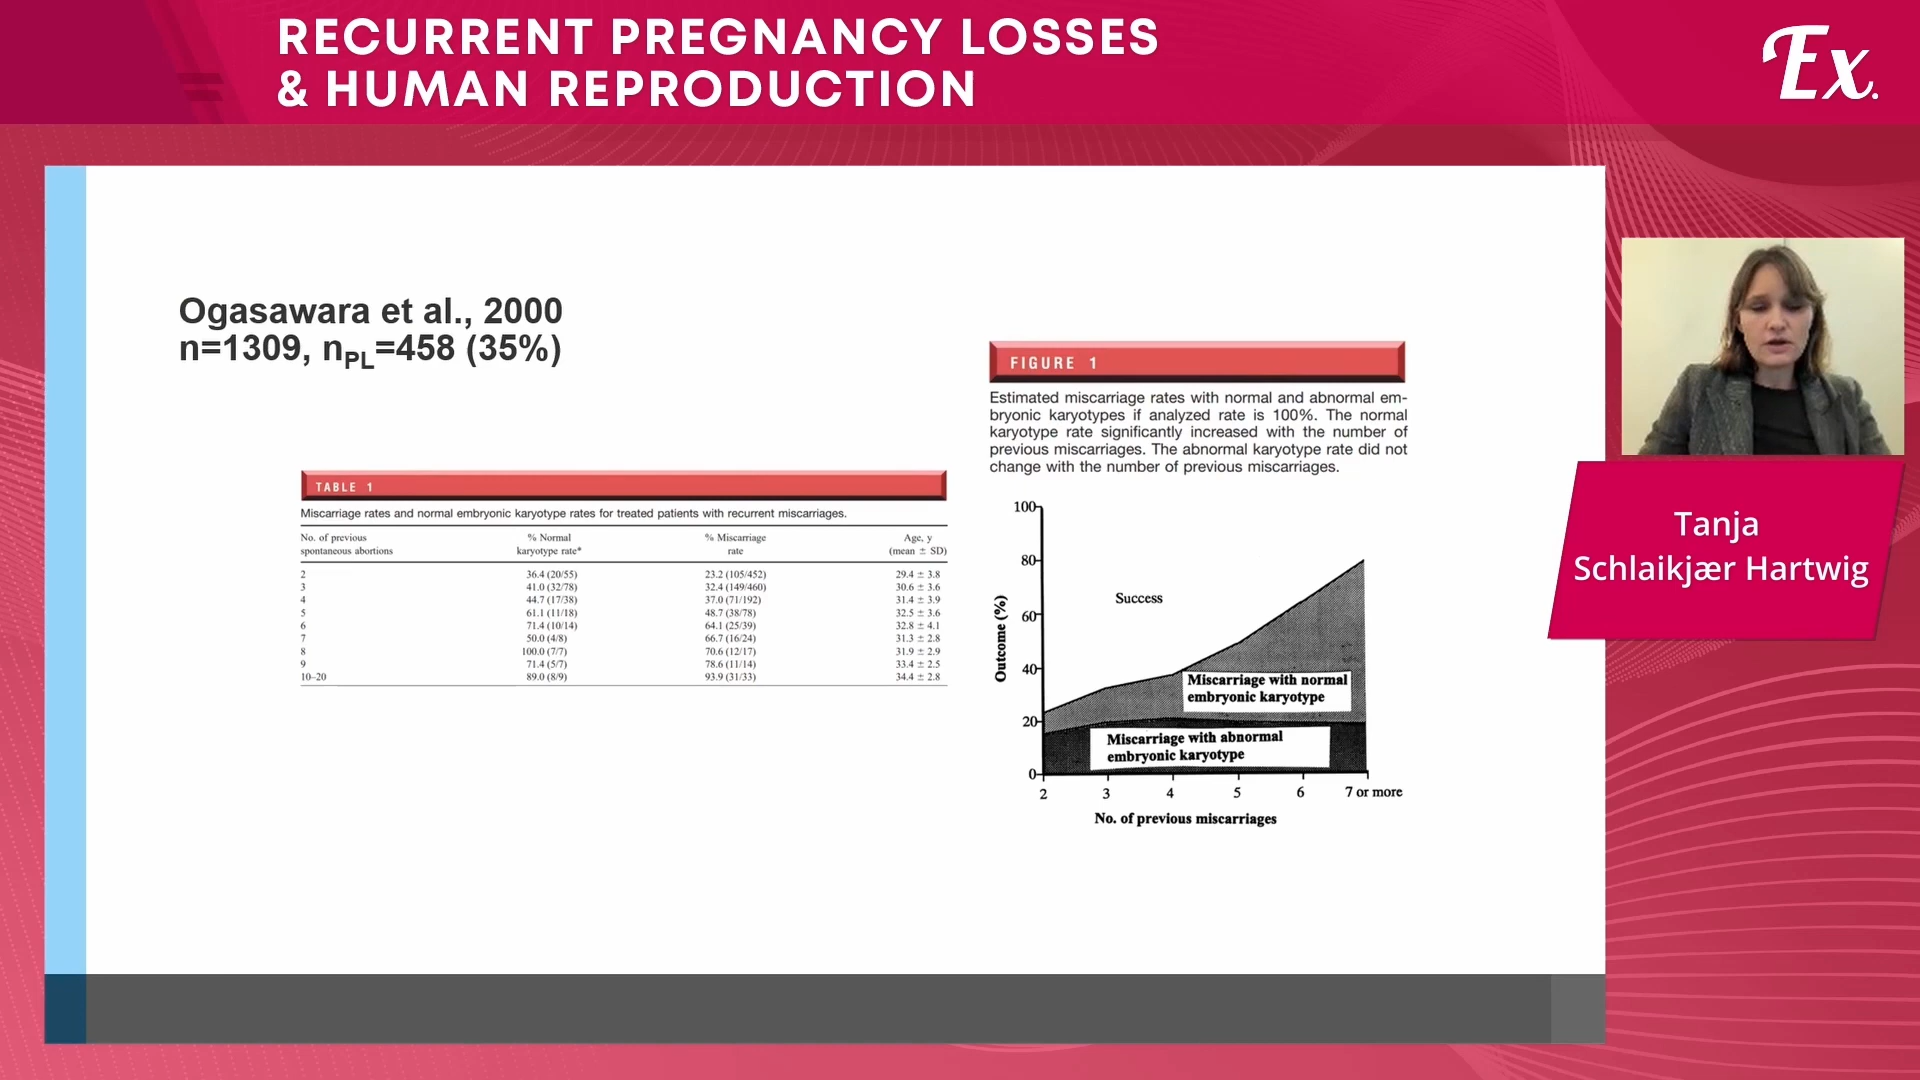 RECURRENT PREGNANCY LOSSES
& HUMAN REPRODUCTION
Ex.
Ogasawara et al., 2000
n=1309, nPL=458 (35%)
TABLE 1
Miscarriage rates and normal embryonic karyotype rates for treated patients with recurrent miscarriages.
No. of previous spontaneous abortions % Normal karyotype rate* % Miscarriage rate Age, y (mean ± SD)
2 36.4 (20/55) 23.2 (105/452) 29.4 ± 3.8
3 41.0 (32/78) 32.4 (149/460) 30.6 ± 3.6
4 44.7 (17/38) 37.0 (71/192) 31.4 ± 3.9
5 61.1 (11/18) 48.7 (38/78) 32.5 ± 3.6
6 71.4 (10/14) 64.1 (25/39) 32.8 ± 4.1
7 50.0 (4/8) 66.7 (16/24) 31.3 ± 2.8
8 100.0 (7/7) 70.6 (12/17) 31.9 ± 2.9
9 71.4 (5/7) 78.6 (11/14) 33.4 ± 2.5
10–20 89.0 (8/9) 93.9 (31/33) 34.4 ± 2.8
FIGURE 1
Estimated miscarriage rates with normal and abnormal em-
bryonic karyotypes if analyzed rate is 100%. The normal
karyotype rate significantly increased with the number of
previous miscarriages. The abnormal karyotype rate did not
change with the number of previous miscarriages.
100
80
60
40
20
0
Outcome (%)
Success
Miscarriage with normal
embryonic karyotype
Miscarriage with abnormal
embryonic karyotype
2 3 4 5 6 7 or more
No. of previous miscarriages
Tanja
Schlaikjær Hartwig